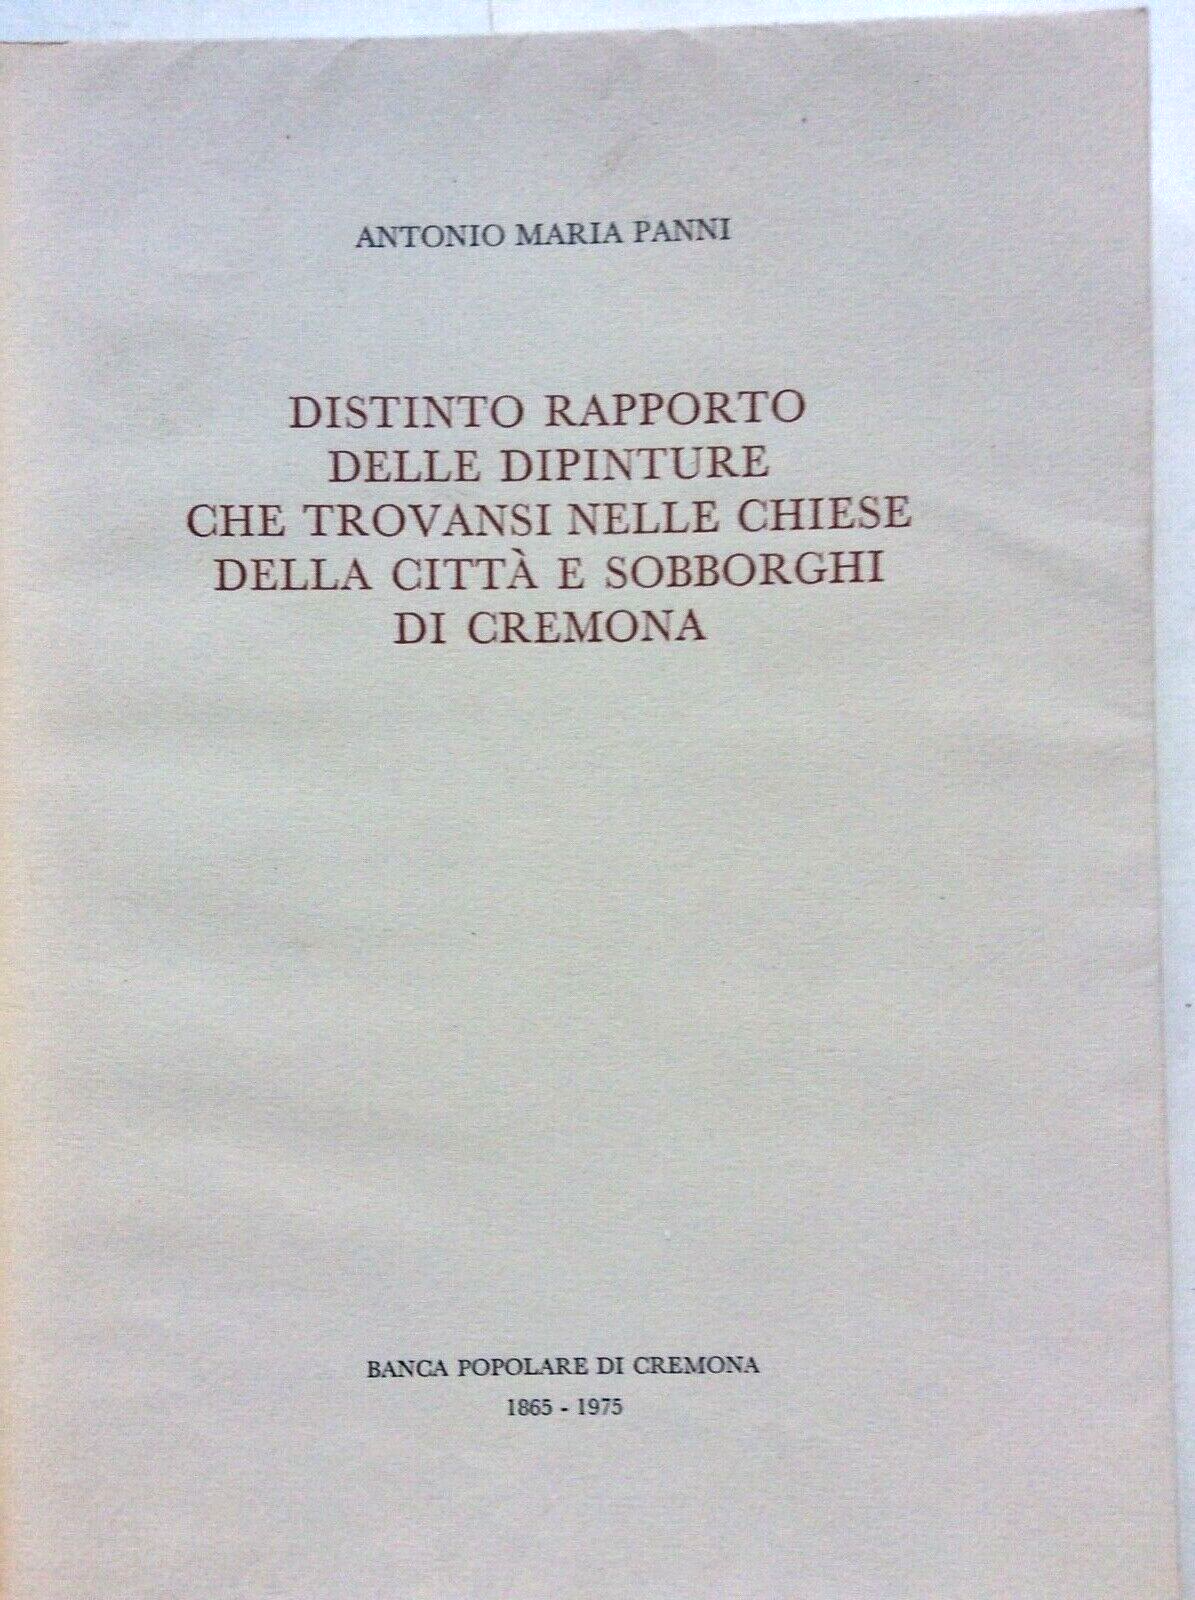 ANTONIO MARIA PANNI
DISTINTO RAPPORTO
DELLE DIPINTURE
CHE TROVANSI NELLE CHIESE
DELLA CITTÀ E SOBBORGHI
DI CREMONA
BANCA POPOLARE DI CREMONA
1865 - 1975